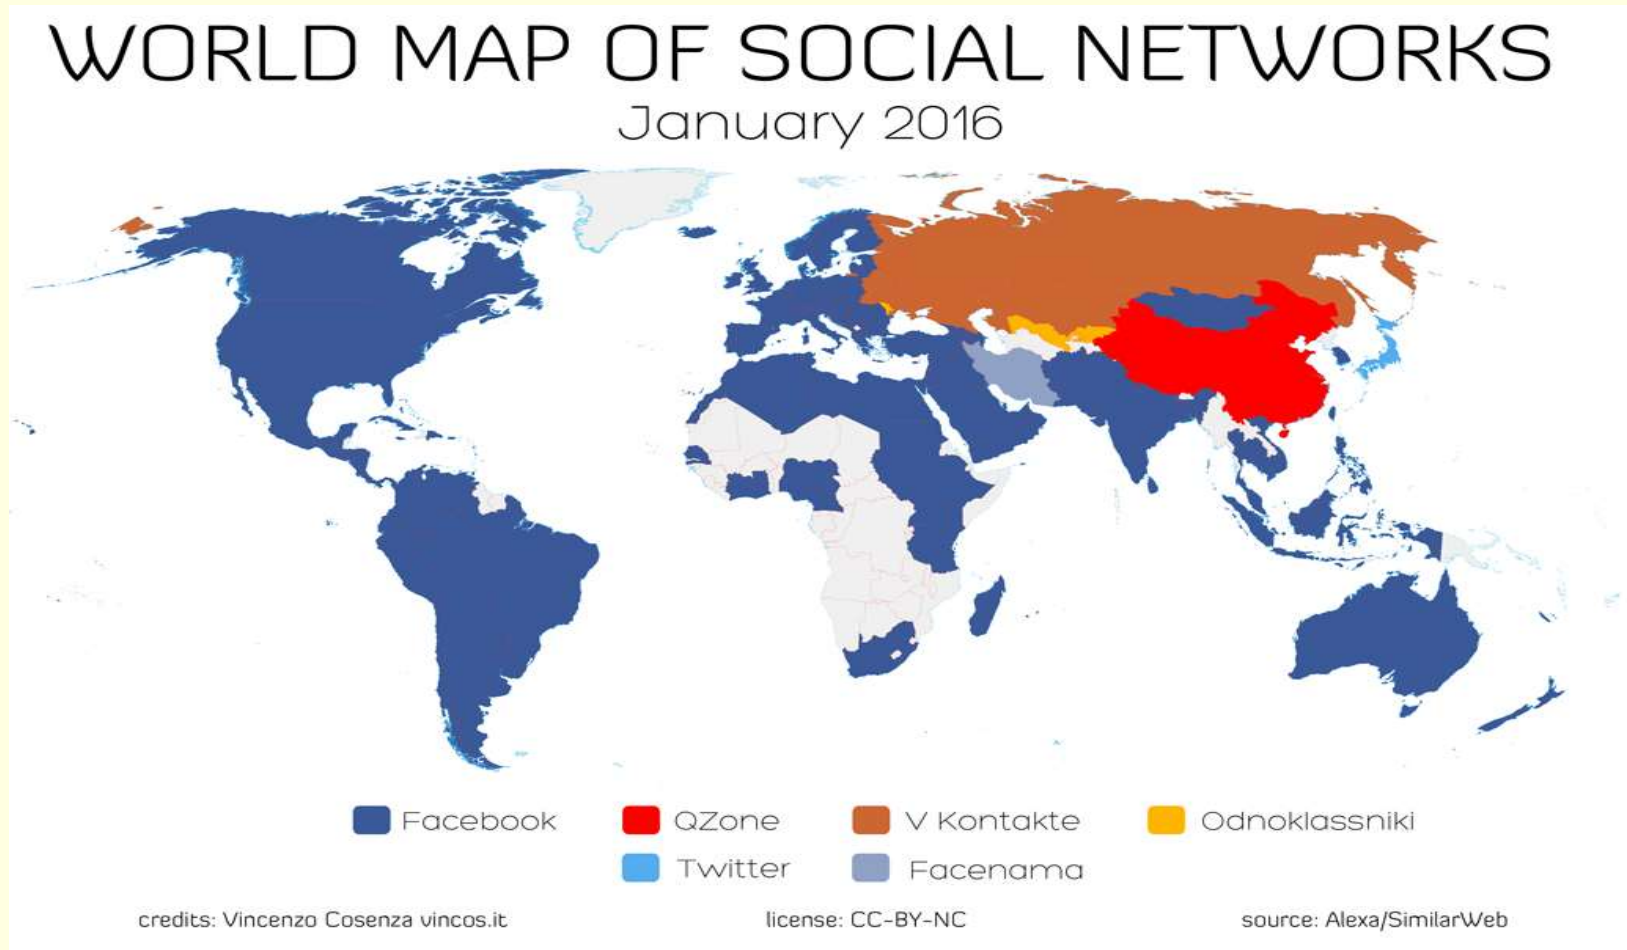 WORLD MAP OF SOCIAL NETWORKS
January 2016
Facebook QZone V Kontakte Odnoklassniki
Twitter Facenama
credits: Vincenzo Cosenza vincos.it license: CC-BY-NC source: Alexa/SimilarWeb